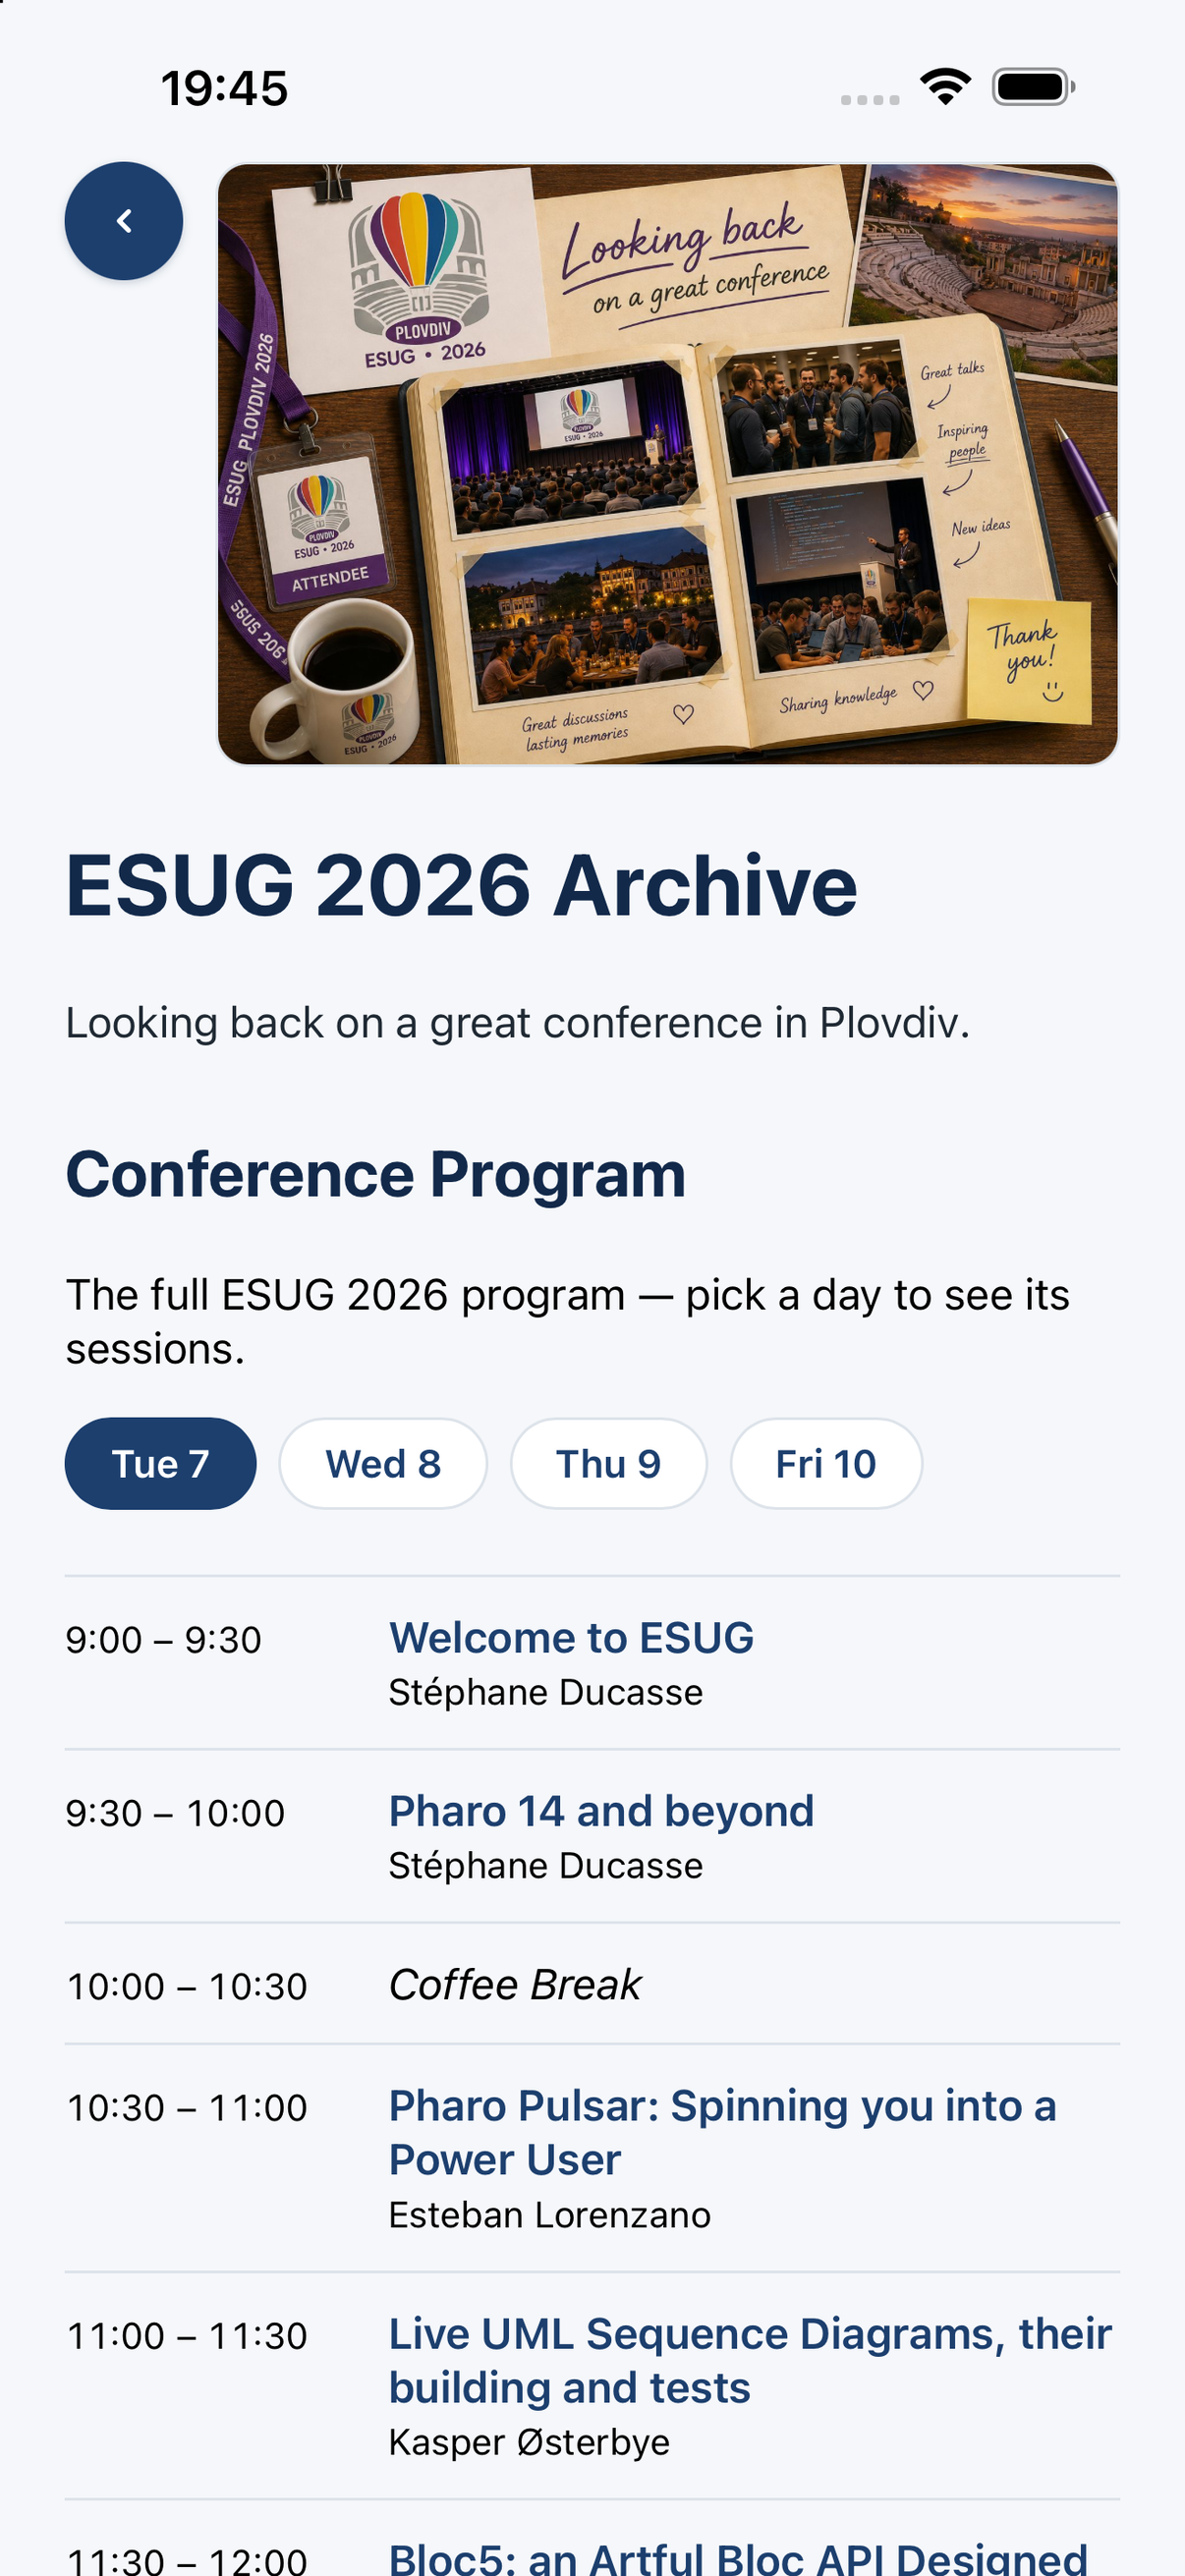 19:45
PLOVDIV
ESUG • 2026
Looking back
on a great conference
ESUG PLOVDIV 2026
PLOVDIV
ESUG • 2026
ATTENDEE
PLOVDIV
ESUG • 2026
PLOVDIV
ESUG • 2026
Great talks
Inspiring
people
New ideas
Great discussions
lasting memories
Sharing knowledge
Thank
you!
ESUG 2026 Archive
Looking back on a great conference in Plovdiv.
Conference Program
The full ESUG 2026 program — pick a day to see its
sessions.
Tue 7
Wed 8
Thu 9
Fri 10
9:00 – 9:30
Welcome to ESUG
Stéphane Ducasse
9:30 – 10:00
Pharo 14 and beyond
Stéphane Ducasse
10:00 – 10:30
Coffee Break
10:30 – 11:00
Pharo Pulsar: Spinning you into a
Power User
Esteban Lorenzano
11:00 – 11:30
Live UML Sequence Diagrams, their
building and tests
Kasper Østerbye
11:30 – 12:00
Bloc5: an Artful Bloc API Designed